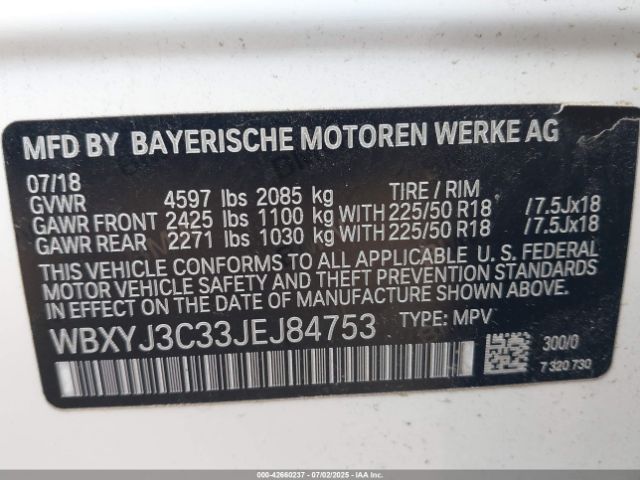 MFD BY BAYERISCHE MOTOREN WERKE AG
07/18
GVWR 4597 lbs 2085 kg TIRE / RIM
GAWR FRONT 2425 lbs 1100 kg WITH 225/50 R18 /7.5Jx18
GAWR REAR 2271 lbs 1030 kg WITH 225/50 R18 /7.5Jx18
THIS VEHICLE CONFORMS TO ALL APPLICABLE U. S. FEDERAL
MOTOR VEHICLE SAFETY AND THEFT PREVENTION STANDARDS
IN EFFECT ON THE DATE OF MANUFACTURE SHOWN ABOVE.
WBXYJ3C33JEJ84753 TYPE: MPV
300/0
7 320 730
000-42660237 - 07/02/2025 - IAAI.COM